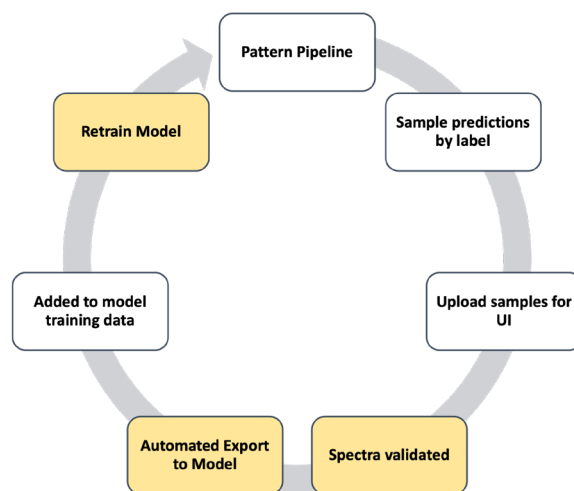 Pattern Pipeline
Sample predictions
by label
Upload samples for
UI
Spectra validated
Automated Export
to Model
Added to model
training data
Retrain Model